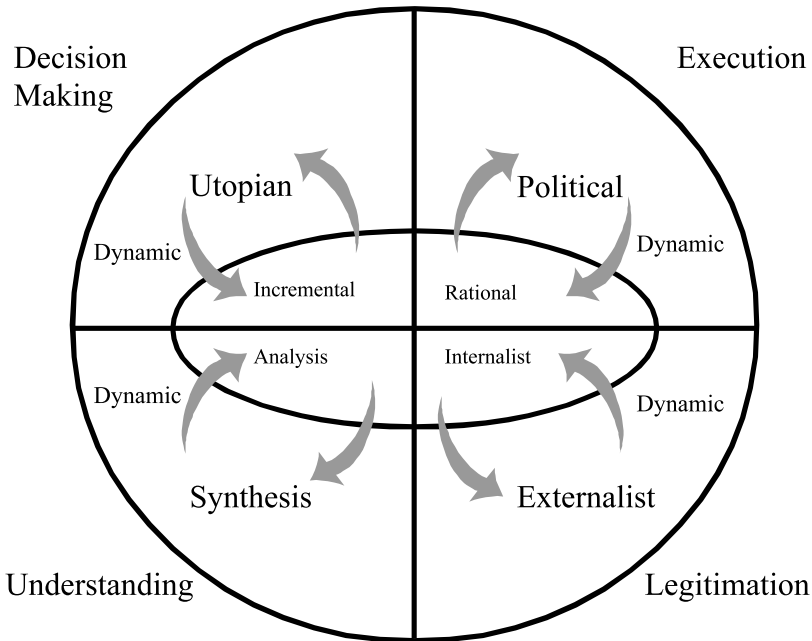 Decision
Making
Execution
Utopian
Political
Dynamic
Dynamic
Incremental
Rational
Analysis
Internalist
Dynamic
Dynamic
Synthesis
Externalist
Understanding
Legitimation